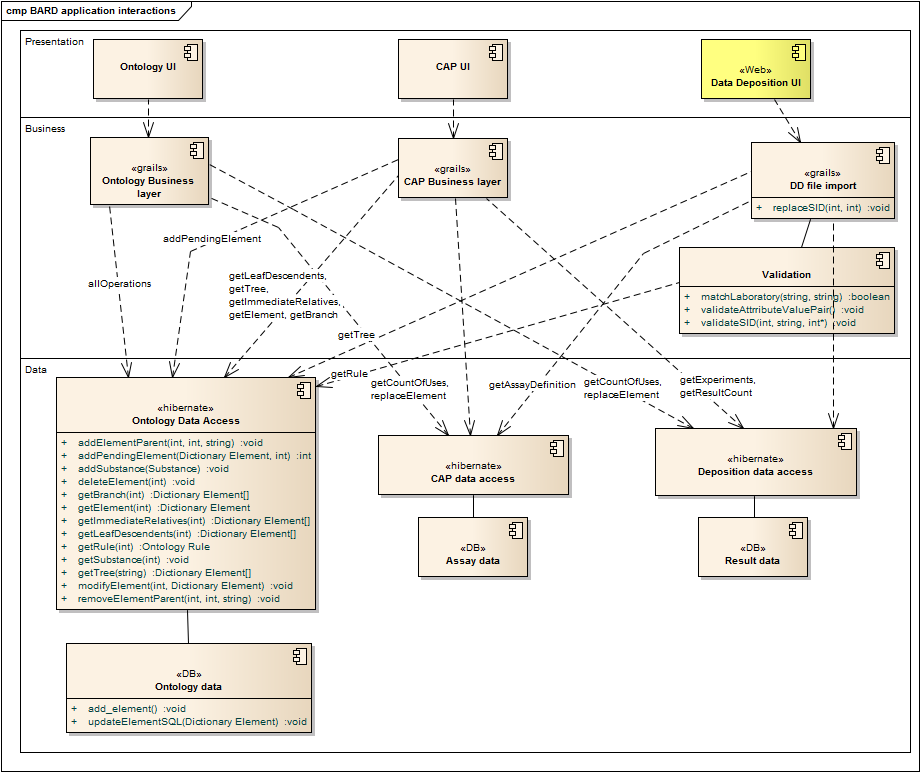 cmp BARD application interactions
Presentation
Ontology UI
CAP UI
«Web»
Data Deposition UI
Business
«grails»
Ontology Business
layer
«grails»
CAP Business layer
«grails»
DD file import
+ replaceSID(int, int) :void
Validation
+ matchLaboratory(string, string) :boolean
+ validateAttrributeValuePair() :void
+ validateSID(int, string, int*) :void
addPendingElement
allOperations
getLeafDescendents,
getTree,
getImmediateRelatives,
getElement, getBranch
getTree
Data
getRule
getCountOfUses,
replaceElement
getAssayDefinition
getCountOfUses,
replaceElement
getExperiments,
getResultCount
«hibernate»
Ontology Data Access
+ addElementParent(int, int, string) :void
+ addPendingElement(Dictionary Element, int) :int
+ addSubstance(Substance) :void
+ deleteElement(int) :void
+ getBranch(int) :Dictionary Element[]
+ getElement(int) :Dictionary Element
+ getImmediateRelatives(int) :Dictionary Element[]
+ getLeafDescendents(int) :Dictionary Element[]
+ getRule(int) :Ontology Rule
+ getSubstance(int) :void
+ getTree(string) :Dictionary Element[]
+ modifyElement(int, Dictionary Element) :void
+ removeElementParent(int, int, string) :void
«hibernate»
CAP data access
«hibernate»
Deposition data access
«DB»
Assay data
«DB»
Result data
«DB»
Ontology data
+ add_element() :void
+ updateElementSQL(Dictionary Element) :void